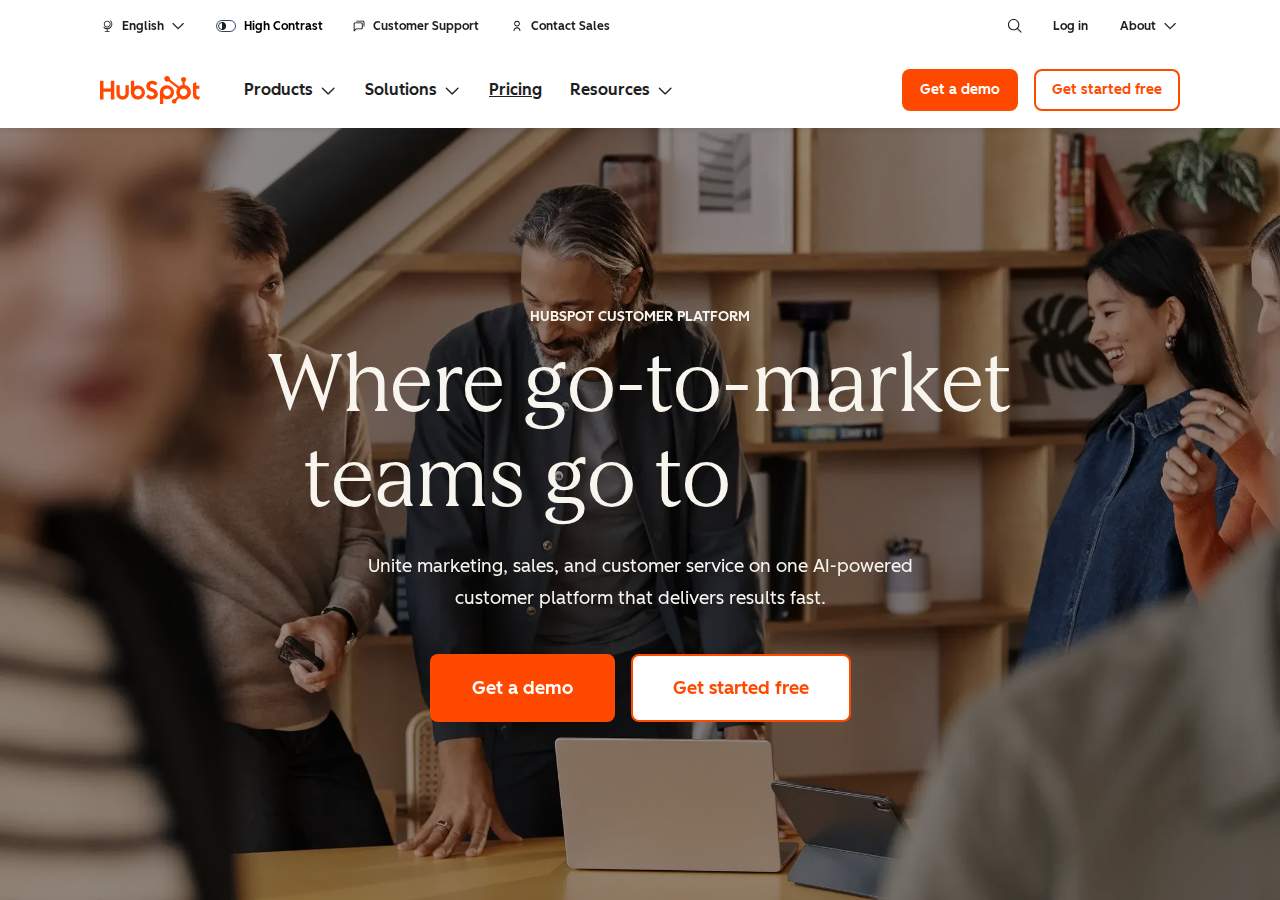 English
High Contrast
Customer Support
Contact Sales
Log in
About
HubSpot
Products
Solutions
Pricing
Resources
Get a demo
Get started free
HUBSPOT CUSTOMER PLATFORM
Where go-to-market
teams go to
Unite marketing, sales, and customer service on one AI-powered
customer platform that delivers results fast.
Get a demo
Get started free